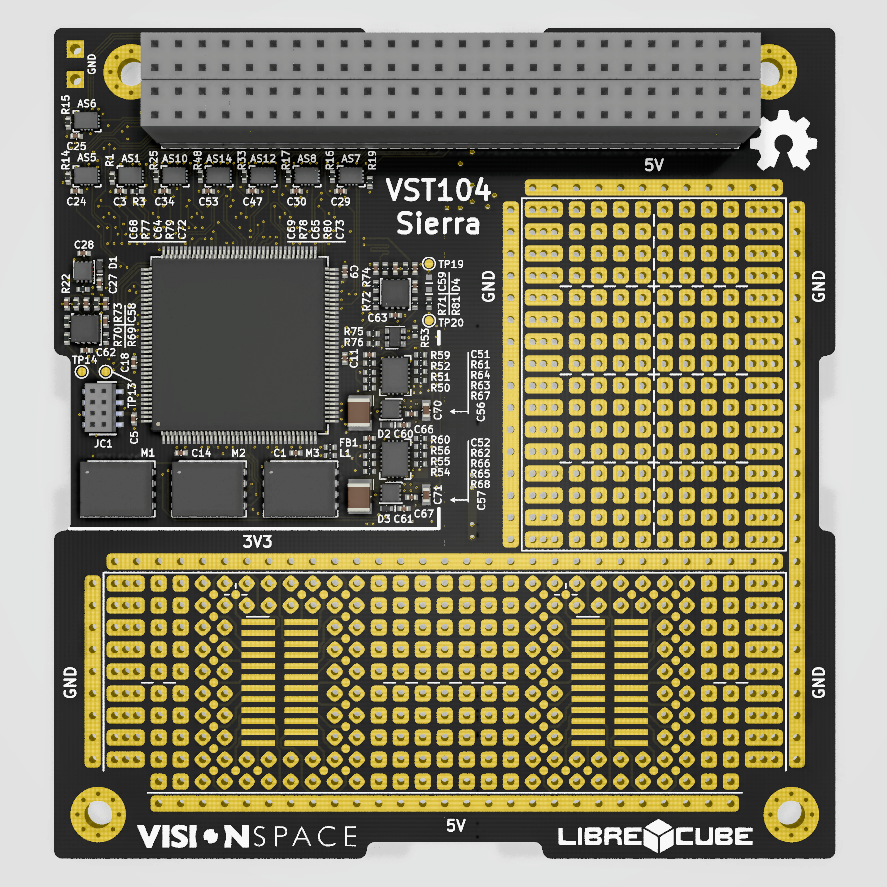 GND
R15
AS6
C25
R14
AS5
R1
AS1
R25
AS10
R48
AS14
R33
AS12
R17
AS8
R16
AS7
R19
C24
C3
R3
C34
C53
C47
C30
C29
5V
VST104
Sierra
C68
R77
C64
R79
C72
C69
R78
C65
R80
C73
C28
D1
R22
C27
C9
R74
R72
C63
TP19
C59
D4
R71
R81
TP20
GND
GND
R73
C58
R70
R69
C62
C18
TP14
TP13
R75
R76
R53
C11
R59
R52
R51
R50
C51
R61
R64
R63
R67
C56
C70
JC1
C5
D2
C60
C66
FB1
L1
R60
R56
R55
R54
C52
R62
R66
R65
R68
C57
C71
M1
C14
M2
C1
M3
D3
C61
C67
3V3
GND
GND
5V
VISIONSPACE
LIBRECUBE